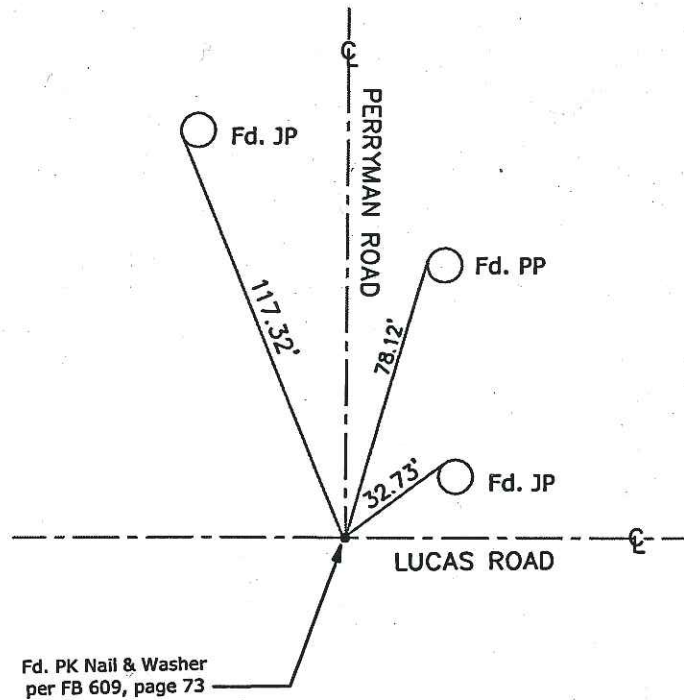 ℄
PERRYMAN ROAD
Fd. JP
Fd. PP
117.32'
78.12'
32.73'
Fd. JP
℄
LUCAS ROAD
Fd. PK Nail & Washer
per FB 609, page 73